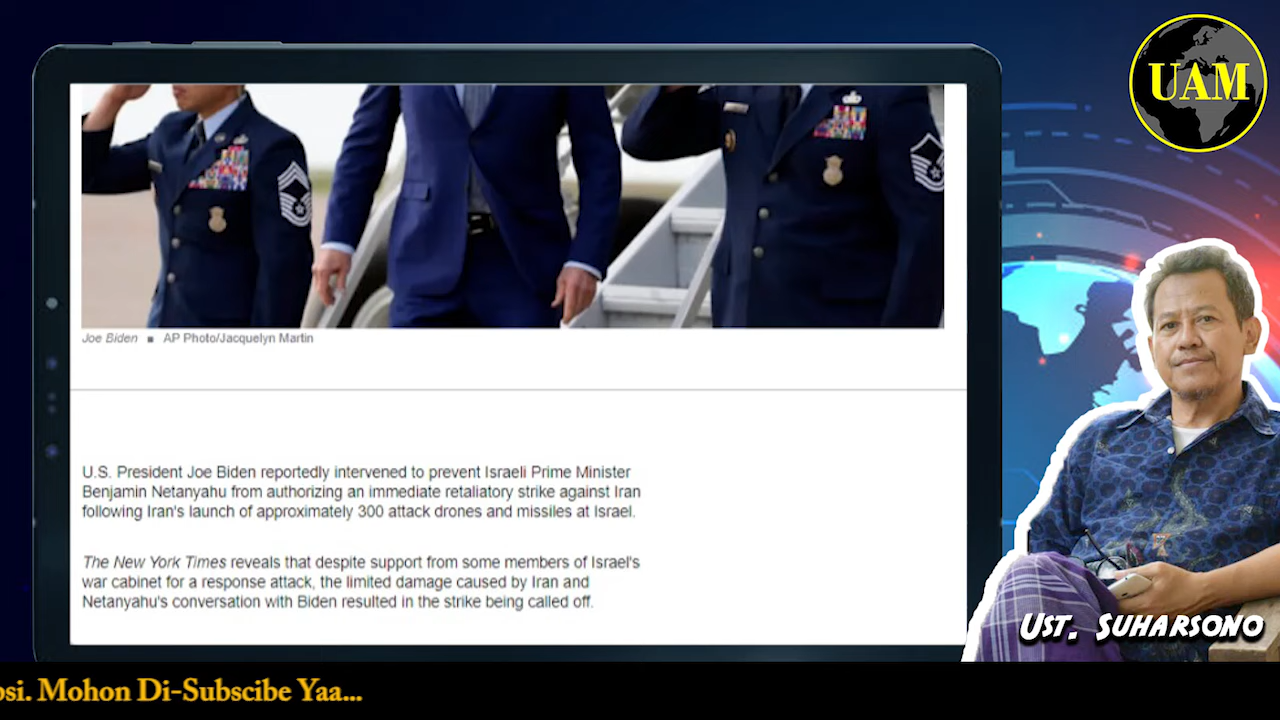 UAM
Joe Biden ■ AP Photo/Jacquelyn Martin
U.S. President Joe Biden reportedly intervened to prevent Israeli Prime Minister
Benjamin Netanyahu from authorizing an immediate retaliatory strike against Iran
following Iran's launch of approximately 300 attack drones and missiles at Israel.
The New York Times reveals that despite support from some members of Israel's
war cabinet for a response attack, the limited damage caused by Iran and
Netanyahu's conversation with Biden resulted in the strike being called off.
UST. SUHARSONO
osi. Mohon Di-Subscibe Yaa...